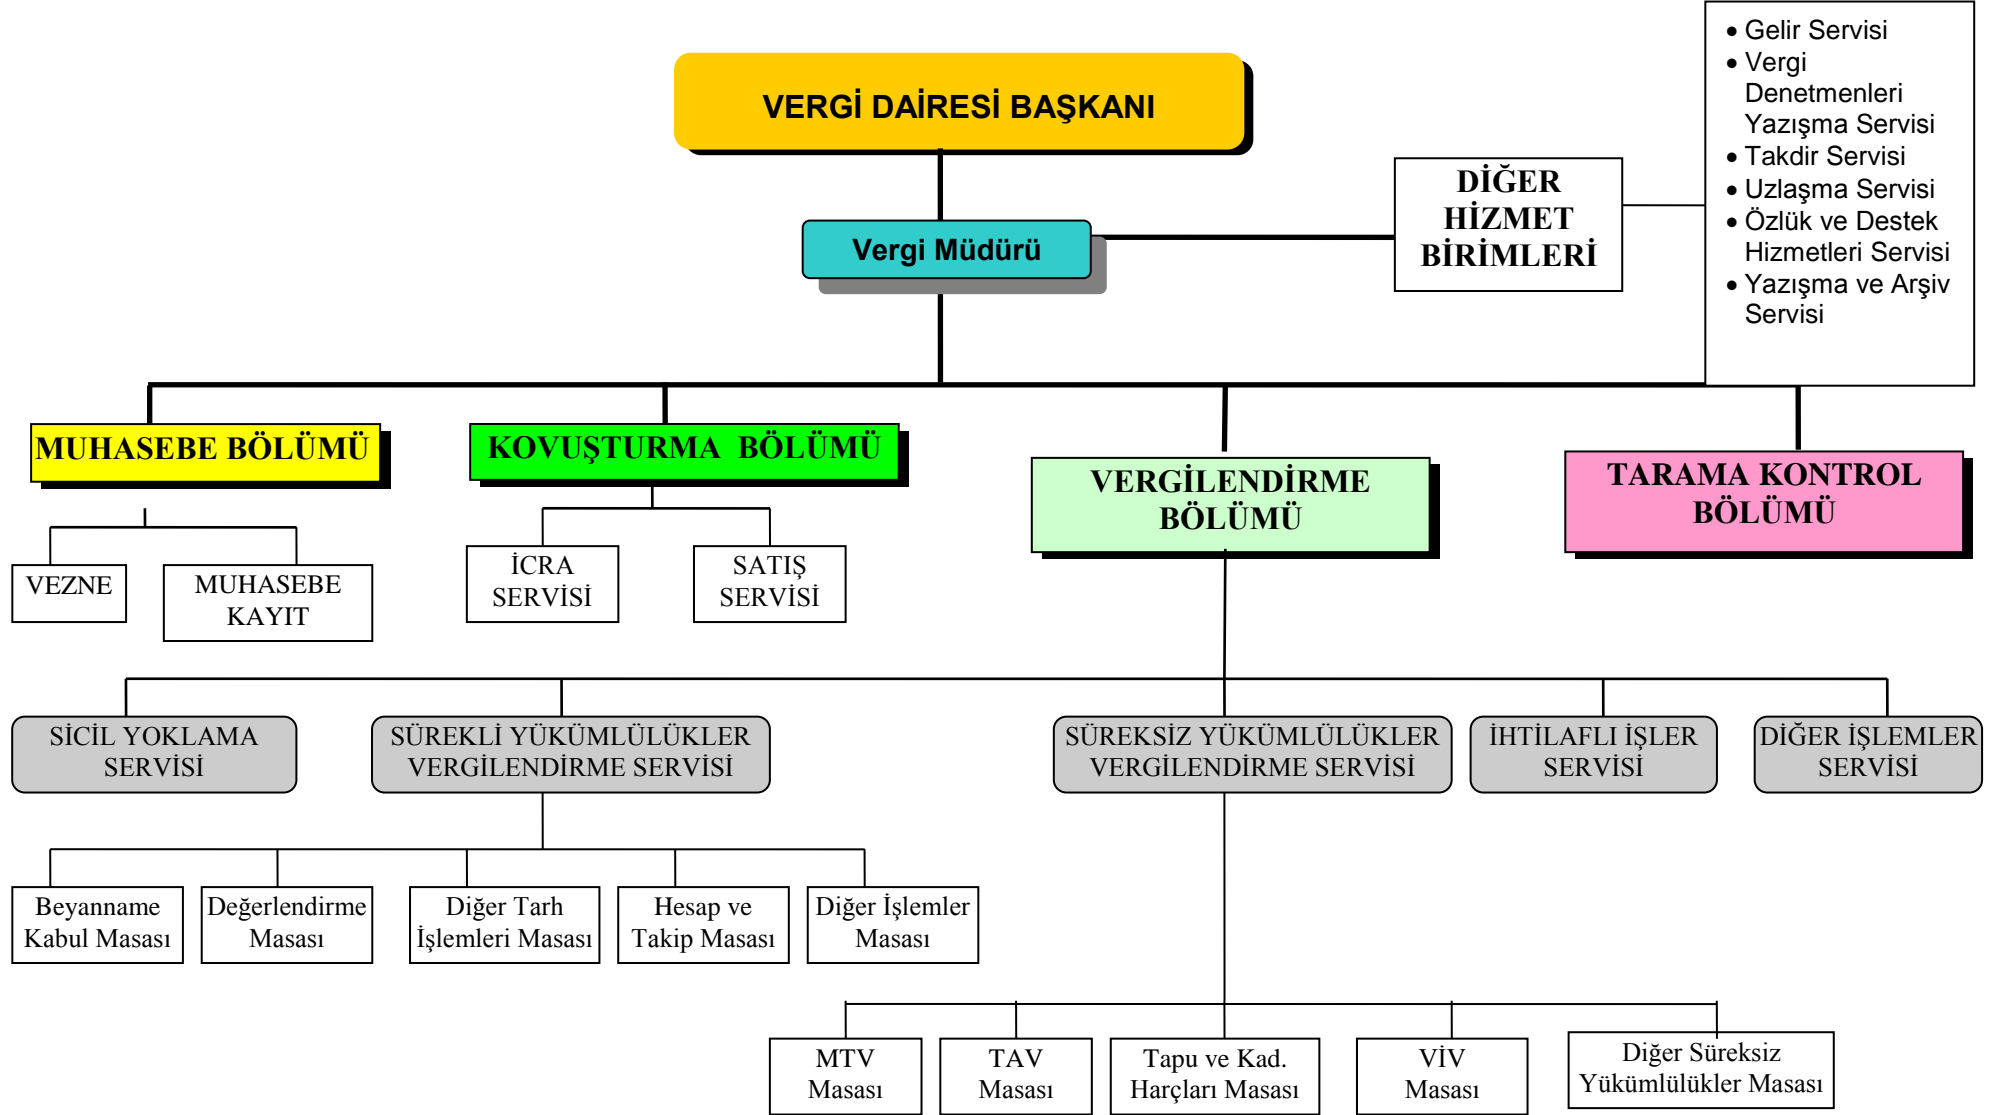 • Gelir Servisi
• Vergi
Denetmenleri
Yazışma Servisi
• Takdir Servisi
• Uzlaşma Servisi
• Özlük ve Destek
Hizmetleri Servisi
• Yazışma ve Arşiv
Servisi
VERGİ DAİRESİ BAŞKANI
DİĞER
HİZMET
BİRİMLERİ
Vergi Müdürü
MUHASEBE BÖLÜMÜ
KOVUŞTURMA BÖLÜMÜ
VERGİLENDİRME
BÖLÜMÜ
TARAMA KONTROL
BÖLÜMÜ
VEZNE
MUHASEBE
KAYIT
İCRA
SERVİSİ
SATIŞ
SERVİSİ
SİCİL YOKLAMA
SERVİSİ
SÜREKLİ YÜKÜMLÜLÜKLER
VERGİLENDİRME SERVİSİ
SÜREKSİZ YÜKÜMLÜLÜKLER
VERGİLENDİRME SERVİSİ
İHTİLAFLI İŞLER
SERVİSİ
DİĞER İŞLEMLER
SERVİSİ
Beyanname
Kabul Masası
Değerlendirme
Masası
Diğer Tarh
İşlemleri Masası
Hesap ve
Takip Masası
Diğer İşlemler
Masası
MTV
Masası
TAV
Masası
Tapu ve Kad.
Harçları Masası
VİV
Masası
Diğer Süreksiz
Yükümlülükler Masası